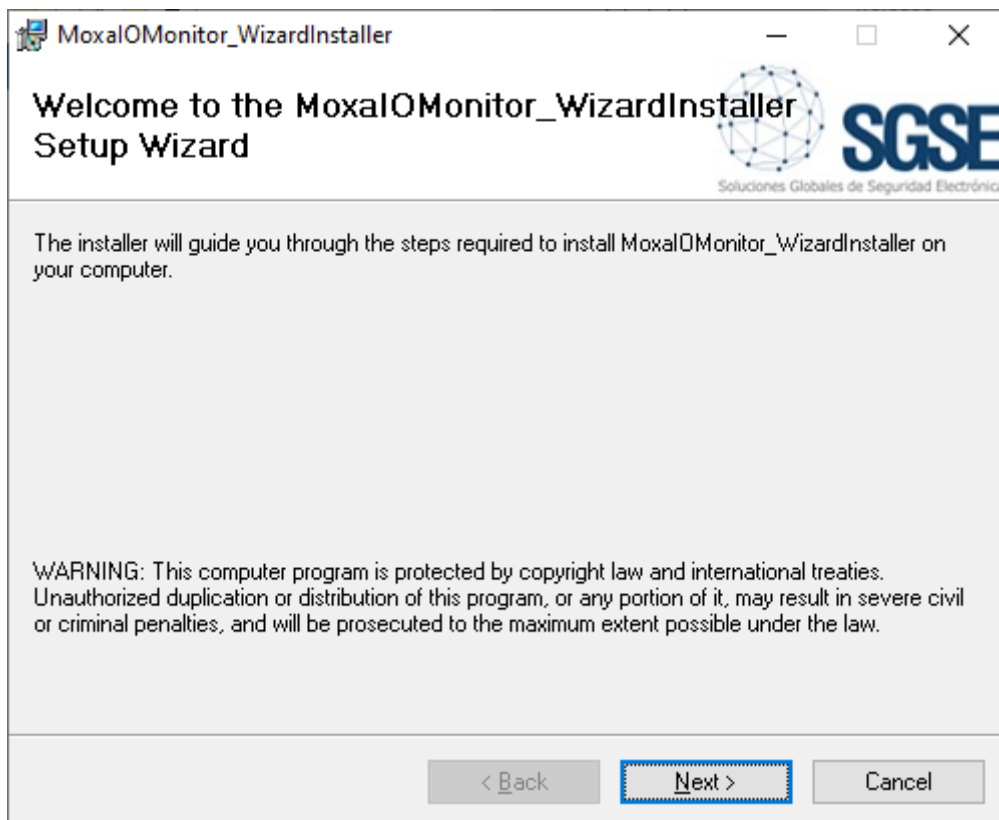 MoxaIOMonitor_WizardInstaller
Welcome to the MoxaIOMonitor_WizardInstaller
Setup Wizard
SGSE
Soluciones Globales de Seguridad Electrónica
The installer will guide you through the steps required to install MoxaIOMonitor_WizardInstaller on
your computer.
WARNING: This computer program is protected by copyright law and international treaties.
Unauthorized duplication or distribution of this program, or any portion of it, may result in severe civil
or criminal penalties, and will be prosecuted to the maximum extent possible under the law.
< Back
Next >
Cancel